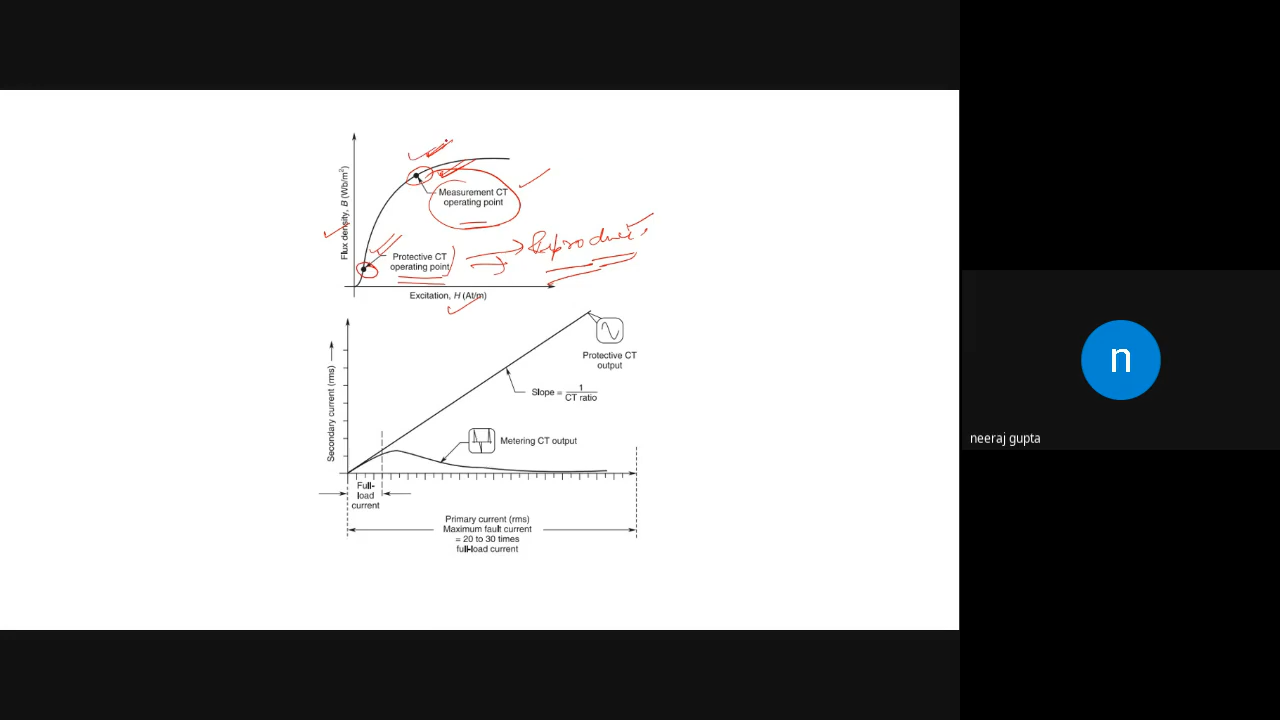 Flux density, B (Wb/m²)
Measurement CT
operating point
Protective CT
operating point
Excitation, H (At/m)
Secondary current (rms)
Protective CT
output
Slope = 1
CT ratio
Metering CT output
Full-
load
current
Primary current (rms)
Maximum fault current
= 20 to 30 times
full-load current
n
neeraj gupta